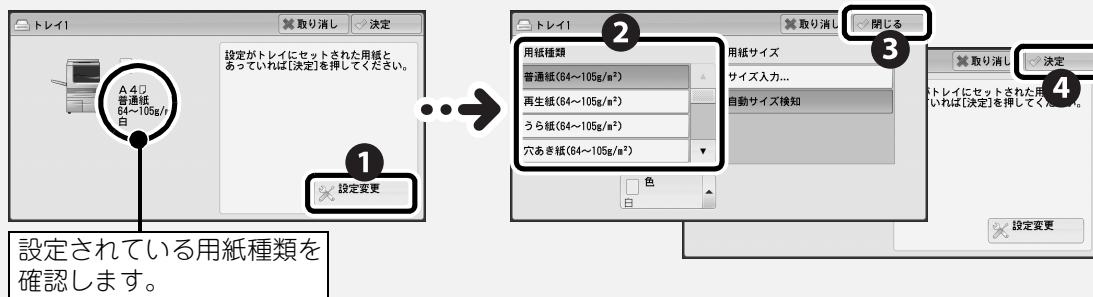 トレイ1
取り消し
決定
設定がトレイにセットされた用紙と
あっていれば[決定]を押してください。
A4
普通紙
64～105g/
白
1
設定変更
設定されている用紙種類を
確認します。
トレイ1
取り消し
閉じる
2
3
用紙種類
普通紙(64～105g/m²)
再生紙(64～105g/m²)
うら紙(64～105g/m²)
穴あき紙(64～105g/m²)
用紙サイズ
サイズ入力...
自動サイズ検知
色
白
取り消し
決定
4
トレイにセットされた用
いれば[決定]を押してく
い。
設定変更